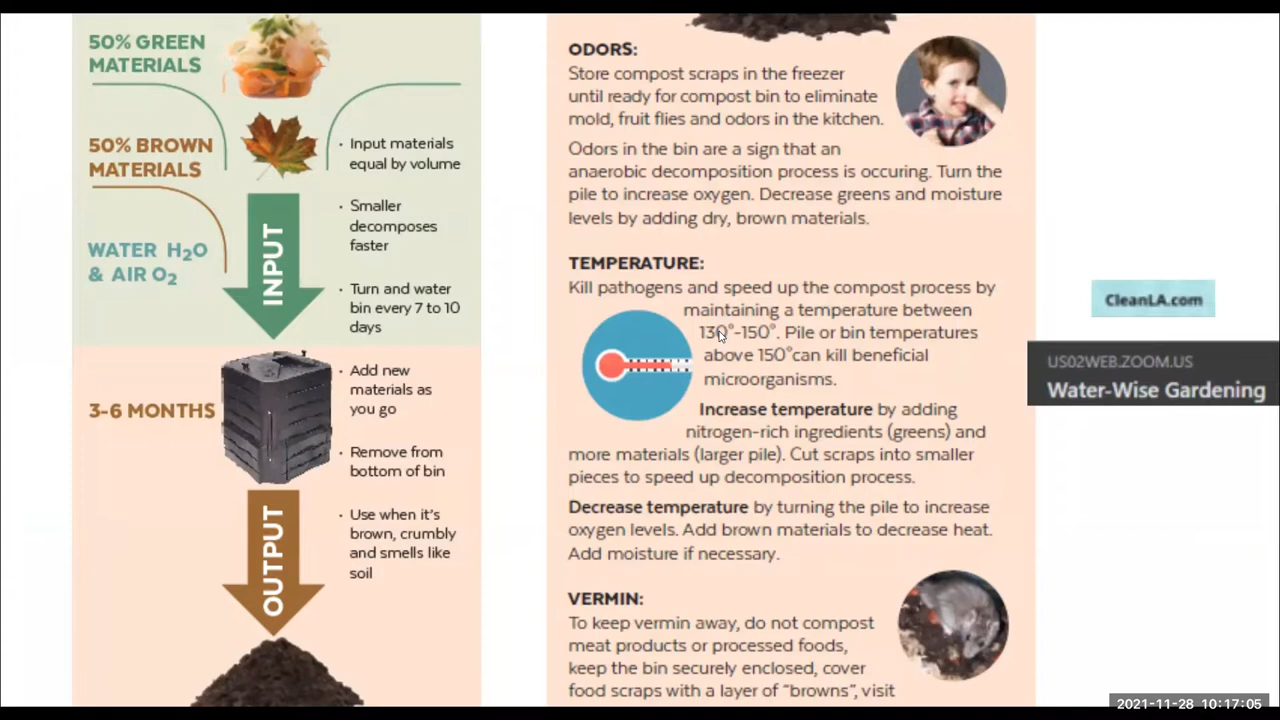 50% GREEN
MATERIALS
50% BROWN
MATERIALS
WATER H2O
& AIR O2
INPUT
· Input materials
equal by volume
· Smaller
decomposes
faster
· Turn and water
bin every 7 to 10
days
3-6 MONTHS
· Add new
materials as
you go
· Remove from
bottom of bin
OUTPUT
· Use when it's
brown, crumbly
and smells like
soil
ODORS:
Store compost scraps in the freezer
until ready for compost bin to eliminate
mold, fruit flies and odors in the kitchen.
Odors in the bin are a sign that an
anaerobic decomposition process is occuring. Turn the
pile to increase oxygen. Decrease greens and moisture
levels by adding dry, brown materials.
TEMPERATURE:
Kill pathogens and speed up the compost process by
maintaining a temperature between
130°-150°. Pile or bin temperatures
above 150°can kill beneficial
microorganisms.
Increase temperature by adding
nitrogen-rich ingredients (greens) and
more materials (larger pile). Cut scraps into smaller
pieces to speed up decomposition process.
Decrease temperature by turning the pile to increase
oxygen levels. Add brown materials to decrease heat.
Add moisture if necessary.
VERMIN:
To keep vermin away, do not compost
meat products or processed foods,
keep the bin securely enclosed, cover
food scraps with a layer of "browns", visit
CleanLA.com
US02WEB.ZOOM.US
Water-Wise Gardening
2021-11-28 10:17:05